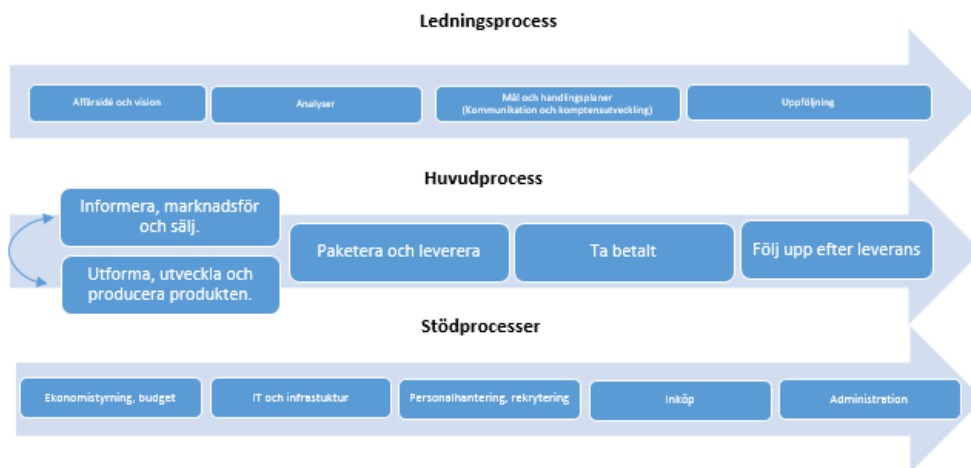 Ledningsprocess
Affärsidé och vision
Analyser
Mål och handlingsplaner
(Kommunikation och komptensutveckling)
Uppföljning
Huvudprocess
Informera, marknadsför
och sälj.
Utforma, utveckla och
producera produkten.
Paketera och leverera
Ta betalt
Följ upp efter leverans
Stödprocesser
Ekonomistyrning, budget
IT och infrastuktur
Personalhantering, rekrytering
Inköp
Administration